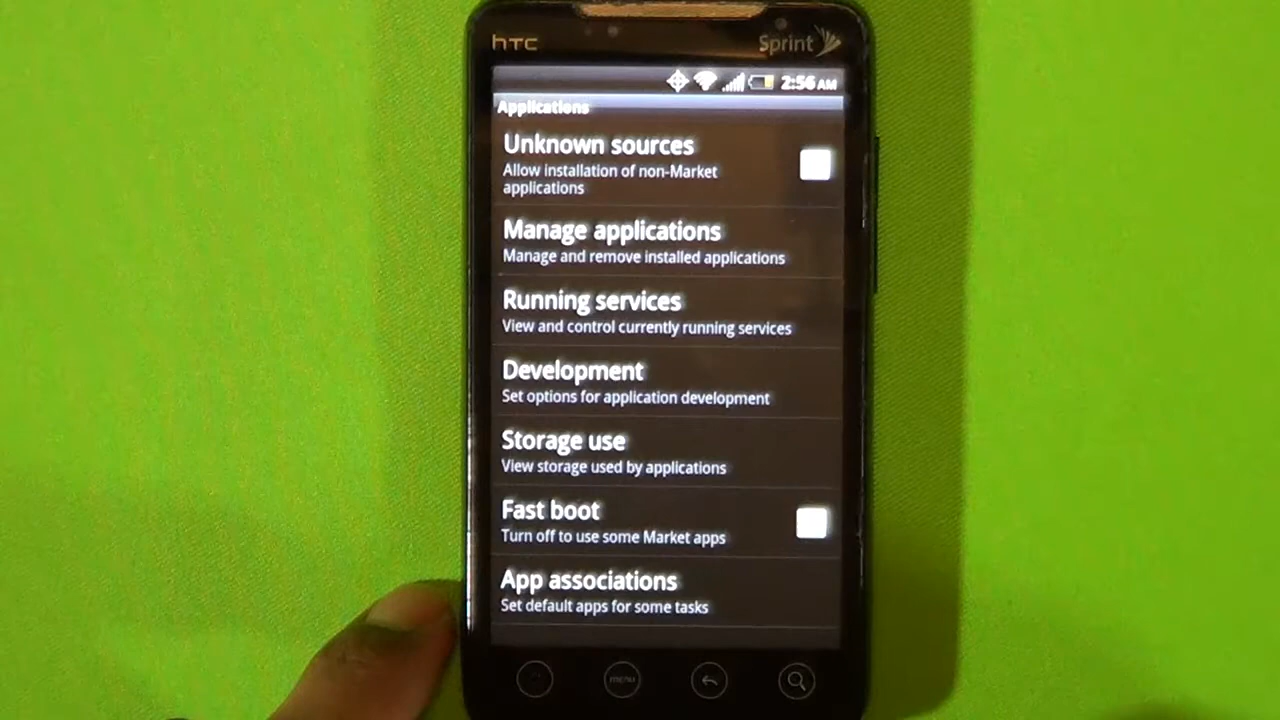 hTC
Sprint
2:56 AM
Applications
Unknown sources
Allow installation of non-Market
applications
Manage applications
Manage and remove installed applications
Running services
View and control currently running services
Development
Set options for application development
Storage use
View storage used by applications
Fast boot
Turn off to use some Market apps
App associations
Set default apps for some tasks
menu